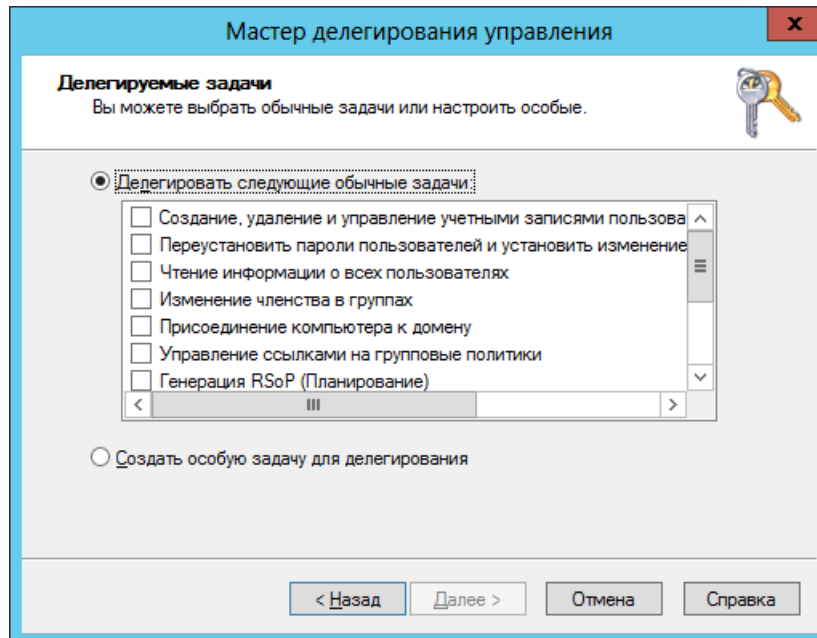 Мастер делегирования управления
Делегируемые задачи
Вы можете выбрать обычные задачи или настроить особые.
Делегировать следующие обычные задачи:
Создание, удаление и управление учетными записями пользова
Переустановить пароли пользователей и установить изменение
Чтение информации о всех пользователях
Изменение членства в группах
Присоединение компьютера к домену
Управление ссылками на групповые политики
Генерация RSoP (Планирование)
Создать особую задачу для делегирования
< Назад Далее > Отмена Справка